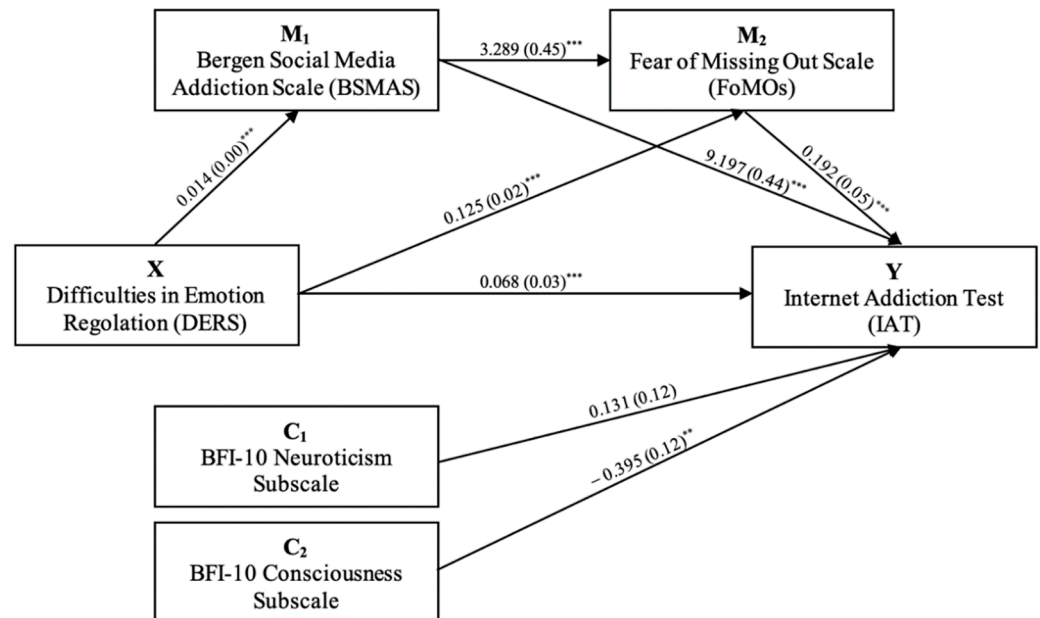 M₁
Bergen Social Media
Addiction Scale (BSMAS)
3.289 (0.45)***
M₂
Fear of Missing Out Scale
(FoMOs)
0.014 (0.00)***
0.125 (0.02)***
9.197 (0.44)***
0.192 (0.05)***
X
Difficulties in Emotion
Regolation (DERS)
0.068 (0.03)***
Y
Internet Addiction Test
(IAT)
C₁
BFI-10 Neuroticism
Subscale
0.131 (0.12)
−0.395 (0.12)**
C₂
BFI-10 Consciousness
Subscale